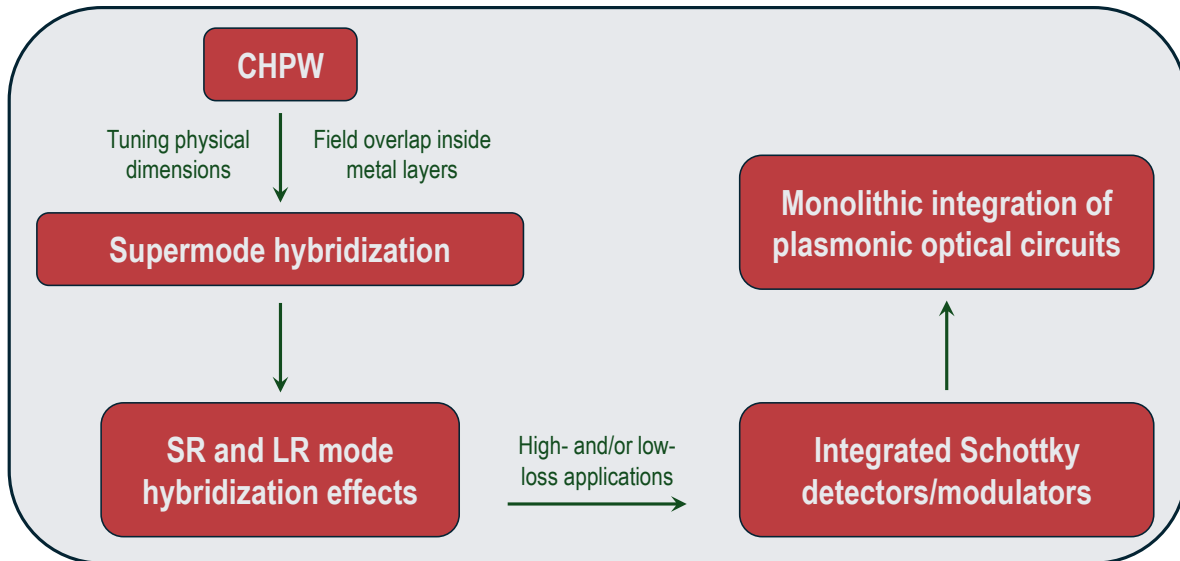 CHPW
Tuning physical
dimensions
Field overlap inside
metal layers
Supermode hybridization
SR and LR mode
hybridization effects
High- and/or low-
loss applications
Integrated Schottky
detectors/modulators
Monolithic integration of
plasmonic optical circuits